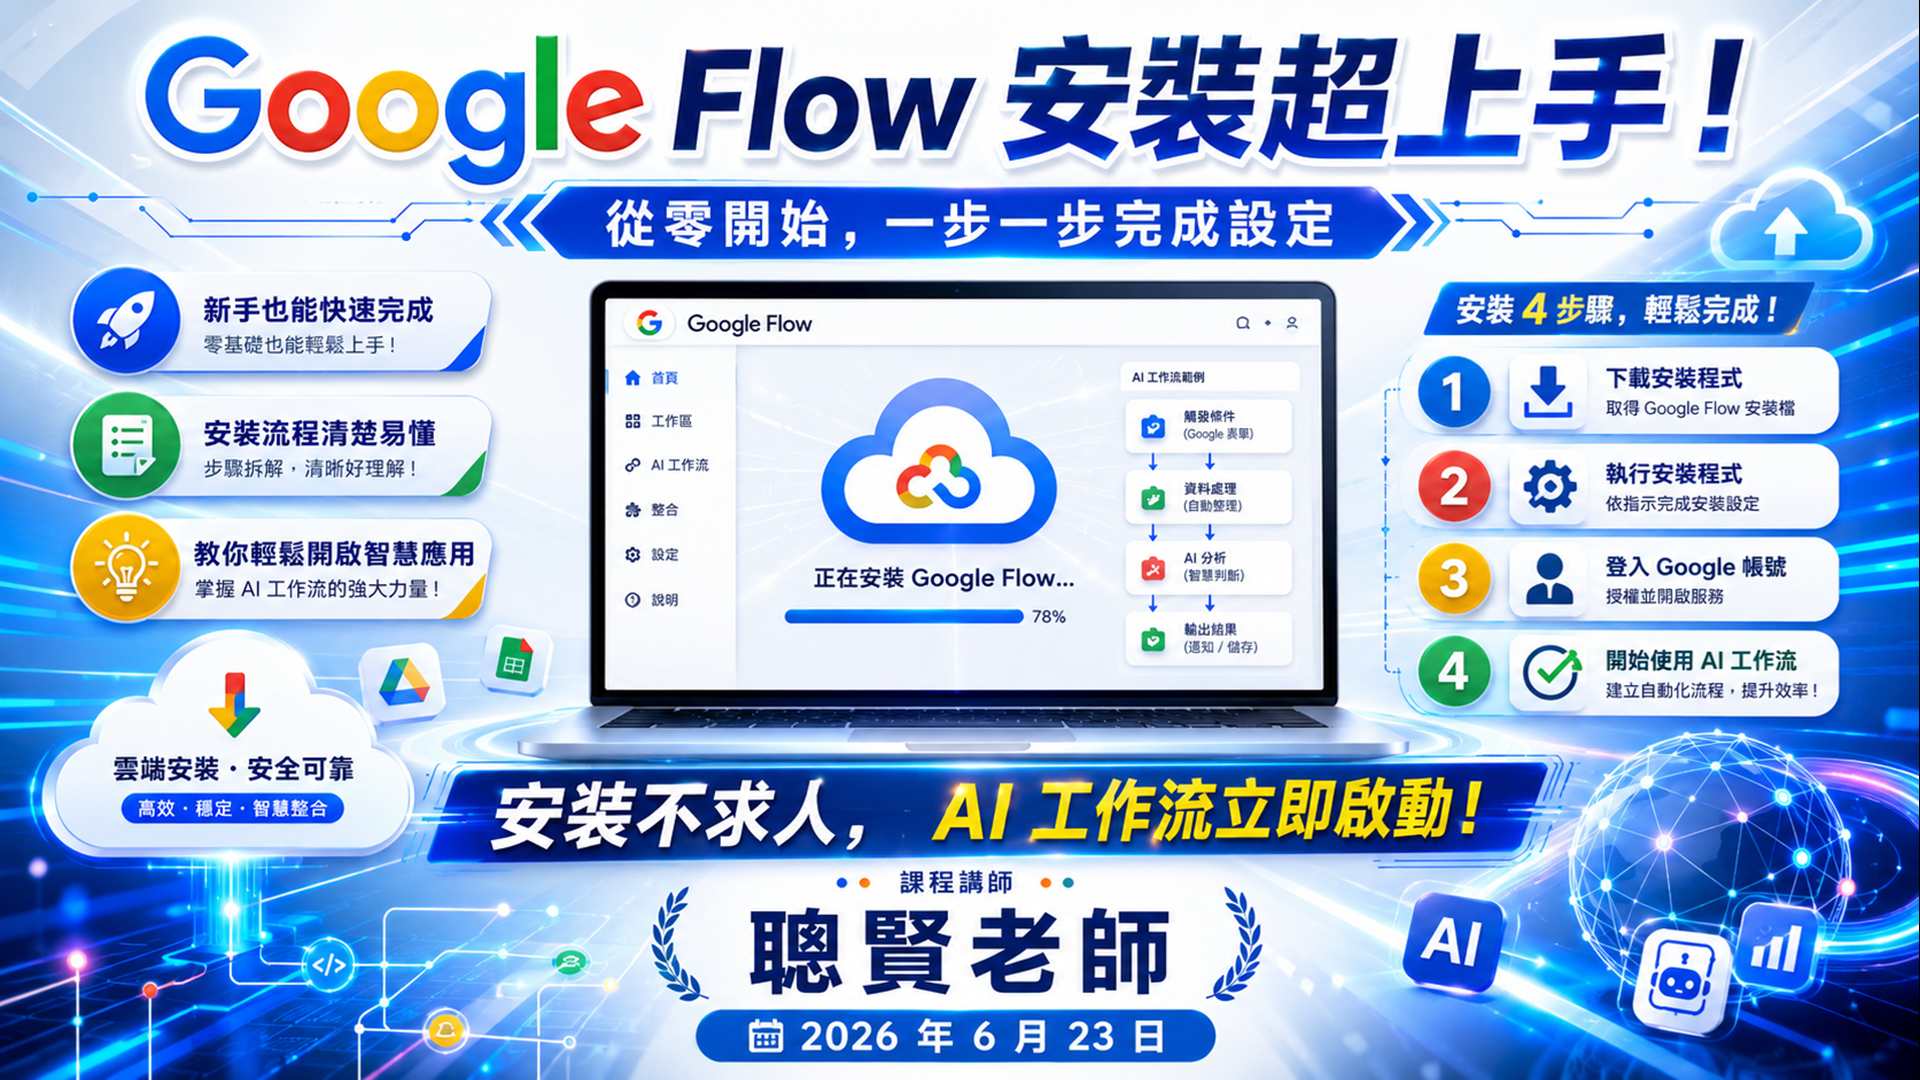 Google Flow 安裝超上手！
從零開始，一步一步完成設定
新手也能快速完成
零基礎也能輕鬆上手！
安裝流程清楚易懂
步驟拆解，清晰好理解！
教你輕鬆開啟智慧應用
掌握 AI 工作流的強大力量！
雲端安裝・安全可靠
高效・穩定・智慧整合
G Google Flow
首頁
工作區
AI 工作流
整合
設定
說明
正在安裝 Google Flow...
78%
AI 工作流範例
觸發條件
(Google 表單)
資料處理
(自動整理)
AI 分析
(智慧判斷)
輸出結果
(通知 / 儲存)
安裝 4 步驟，輕鬆完成！
1
下載安裝程式
取得 Google Flow 安裝檔
2
執行安裝程式
依指示完成安裝設定
3
登入 Google 帳號
授權並開啟服務
4
開始使用 AI 工作流
建立自動化流程，提升效率！
安裝不求人， AI 工作流立即啟動！
課程講師
聰賢老師
2026 年 6 月 23 日
</>
AI